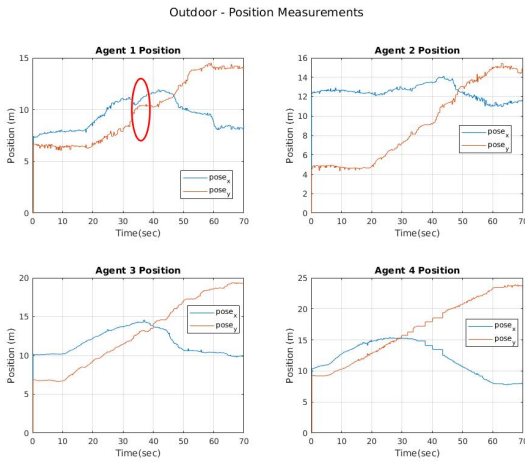 Outdoor - Position Measurements
Agent 1 Position
Position (m)
15
10
5
0
0 10 20 30 40 50 60 70
Time(sec)
pose_x
pose_y
Agent 2 Position
Position (m)
16
14
12
10
8
6
4
2
0
0 10 20 30 40 50 60 70
Time(sec)
pose_x
pose_y
Agent 3 Position
Position (m)
20
15
10
5
0
0 10 20 30 40 50 60 70
Time(sec)
pose_x
pose_y
Agent 4 Position
Position (m)
25
20
15
10
5
0
0 10 20 30 40 50 60 70
Time(sec)
pose_x
pose_y